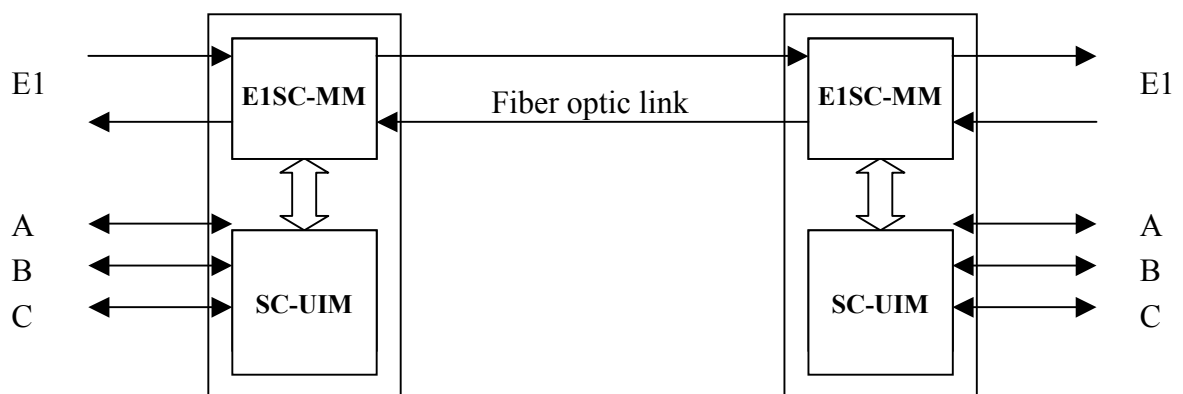 E1
E1SC-MM
Fiber optic link
E1SC-MM
E1
A
B
C
SC-UIM
SC-UIM
A
B
C